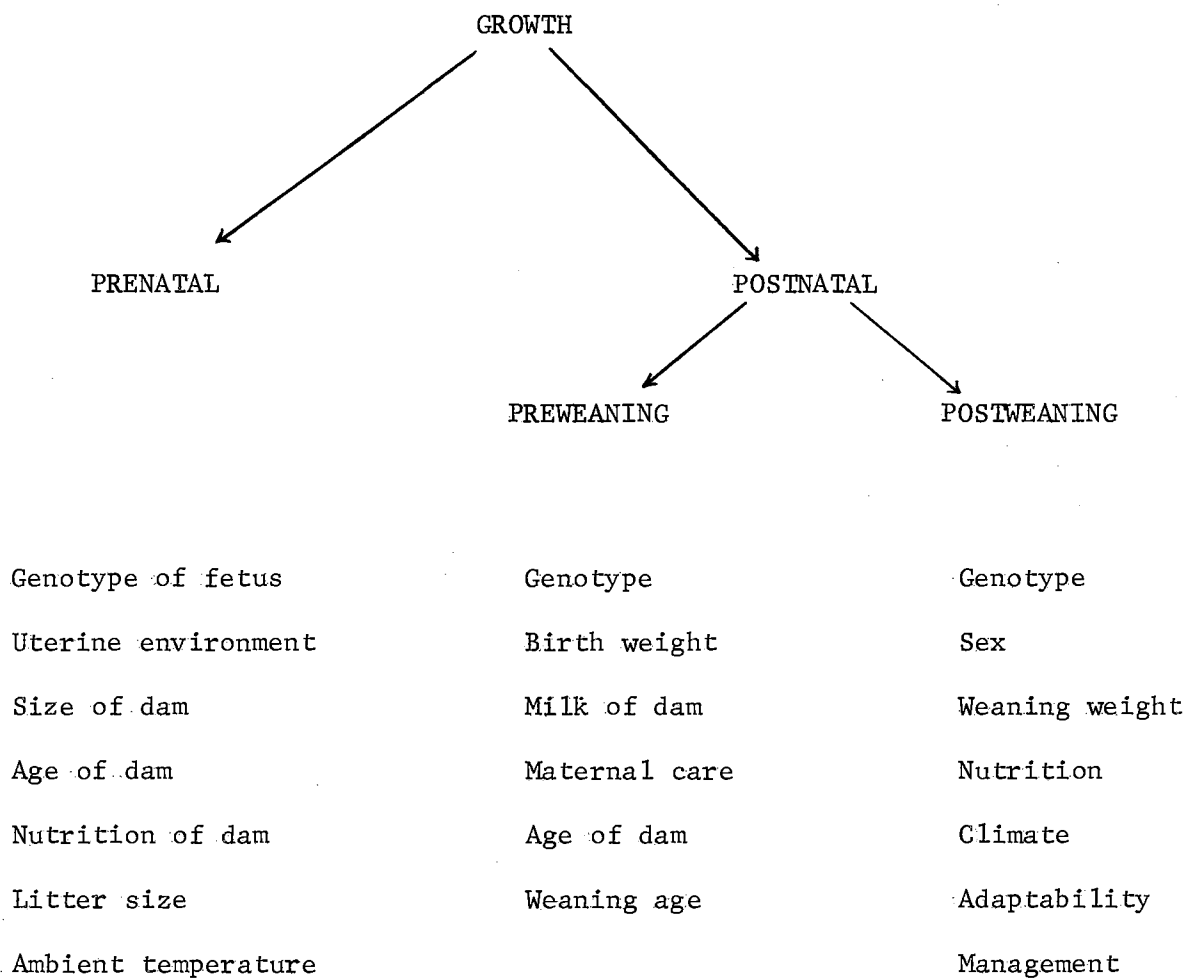 GROWTH
PRENATAL
POSTNATAL
PREWEANING
POSTWEANING
Genotype of fetus
Uterine environment
Size of dam
Age of dam
Nutrition of dam
Litter size
Ambient temperature
Genotype
Birth weight
Milk of dam
Maternal care
Age of dam
Weaning age
Genotype
Sex
Weaning weight
Nutrition
Climate
Adaptability
Management